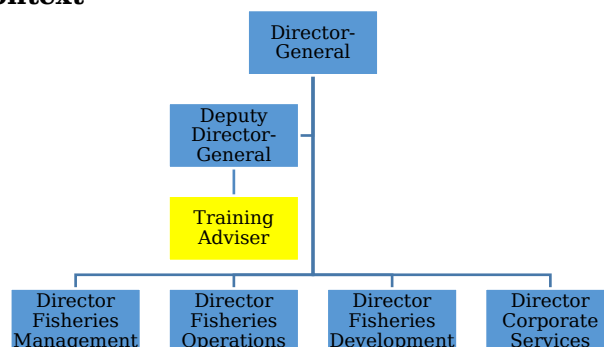 Director-
General
Deputy
Director-
General
Training
Adviser
Director
Fisheries
Management
Director
Fisheries
Operations
Director
Fisheries
Development
Director
Corporate
Services